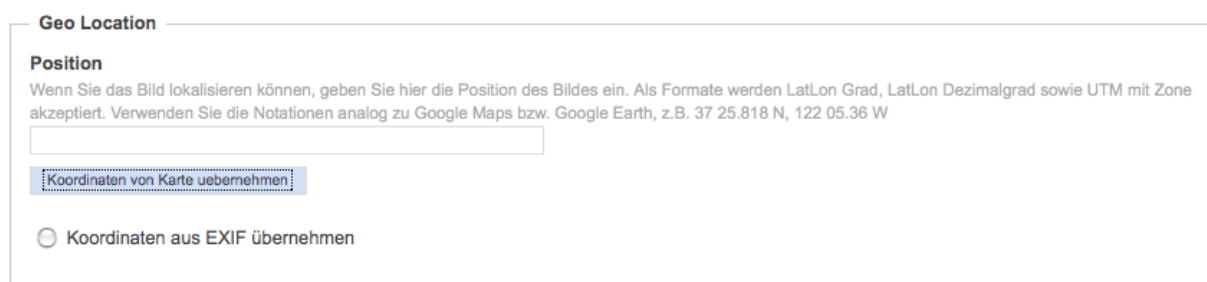 Geo Location
Position
Wenn Sie das Bild lokalisieren können, geben Sie hier die Position des Bildes ein. Als Formate werden LatLon Grad, LatLon Dezimalgrad sowie UTM mit Zone
akzeptiert. Verwenden Sie die Notationen analog zu Google Maps bzw. Google Earth, z.B. 37 25.818 N, 122 05.36 W
Koordinaten von Karte uebernehmen
Koordinaten aus EXIF übernehmen